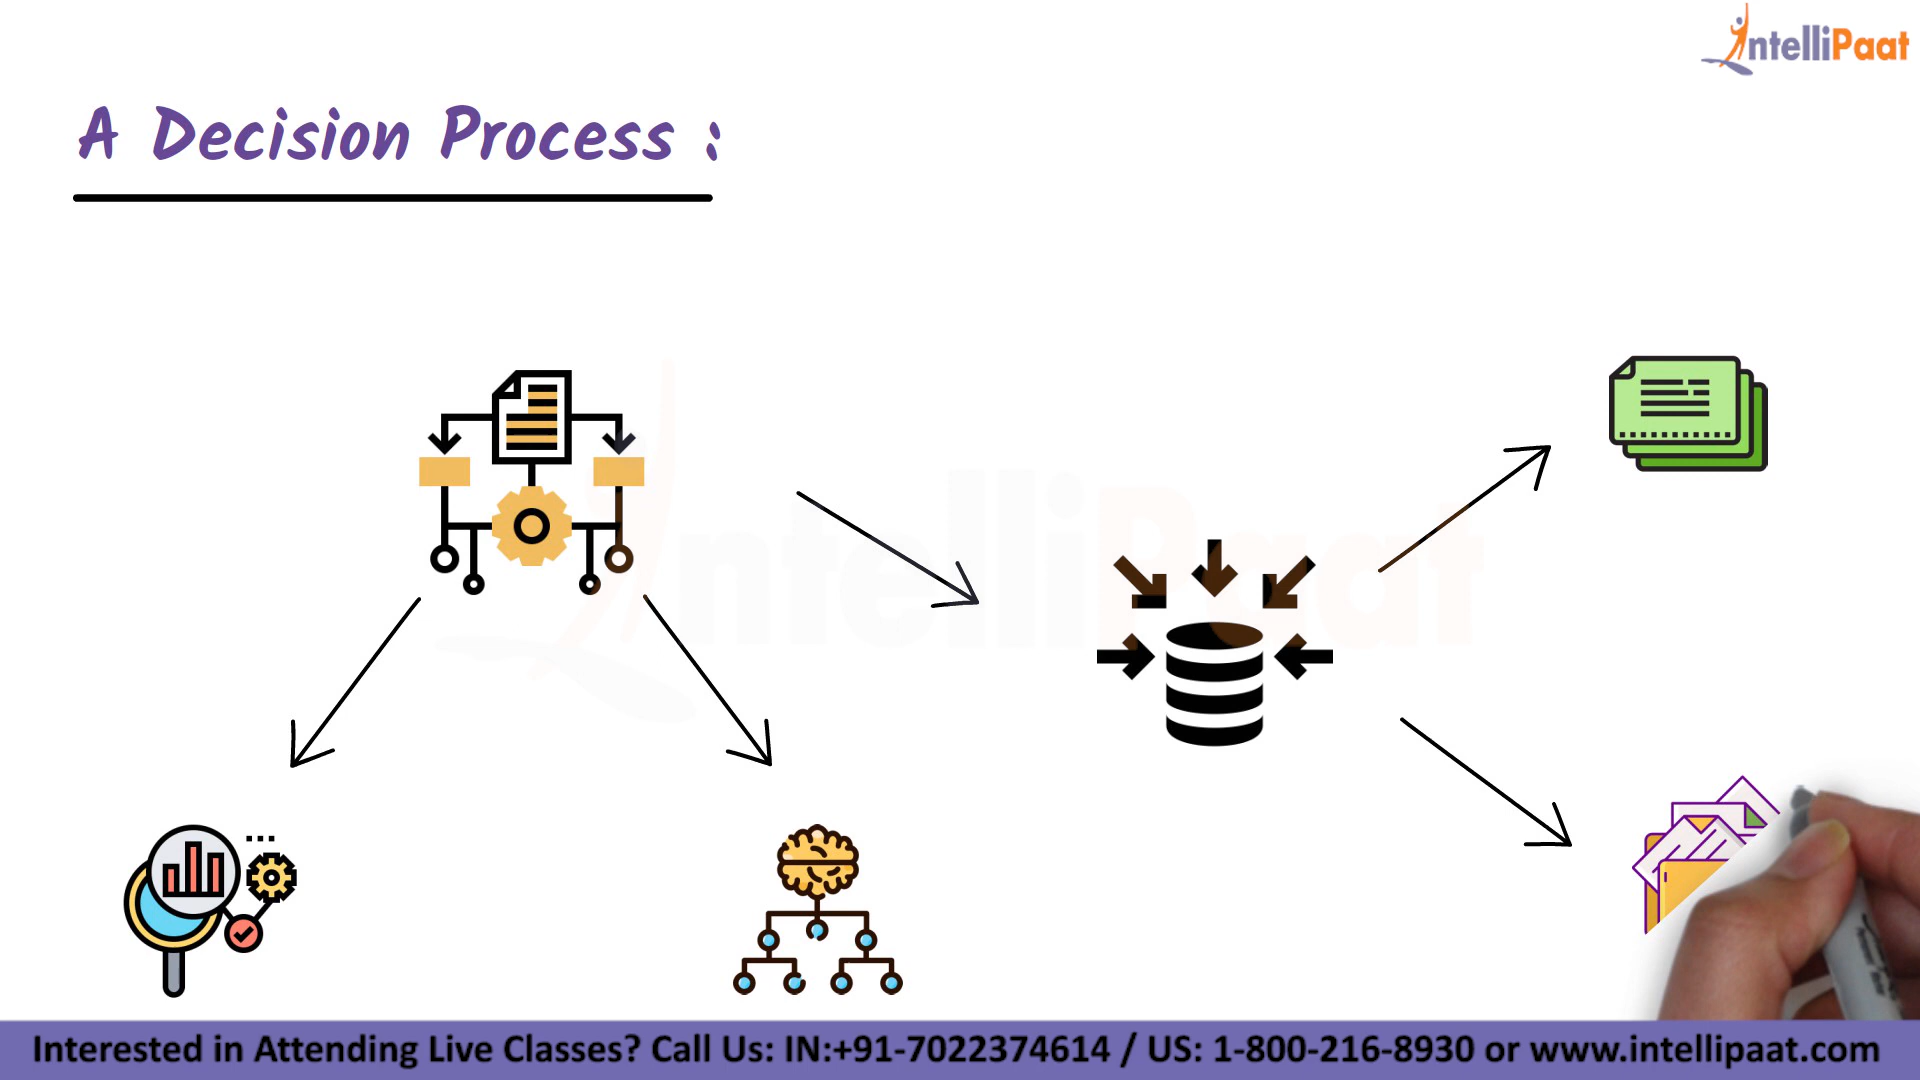 IntelliPaat
A Decision Process :
IntelliPaat
Interested in Attending Live Classes? Call Us: IN:+91-7022374614 / US: 1-800-216-8930 or www.intellipaat.com